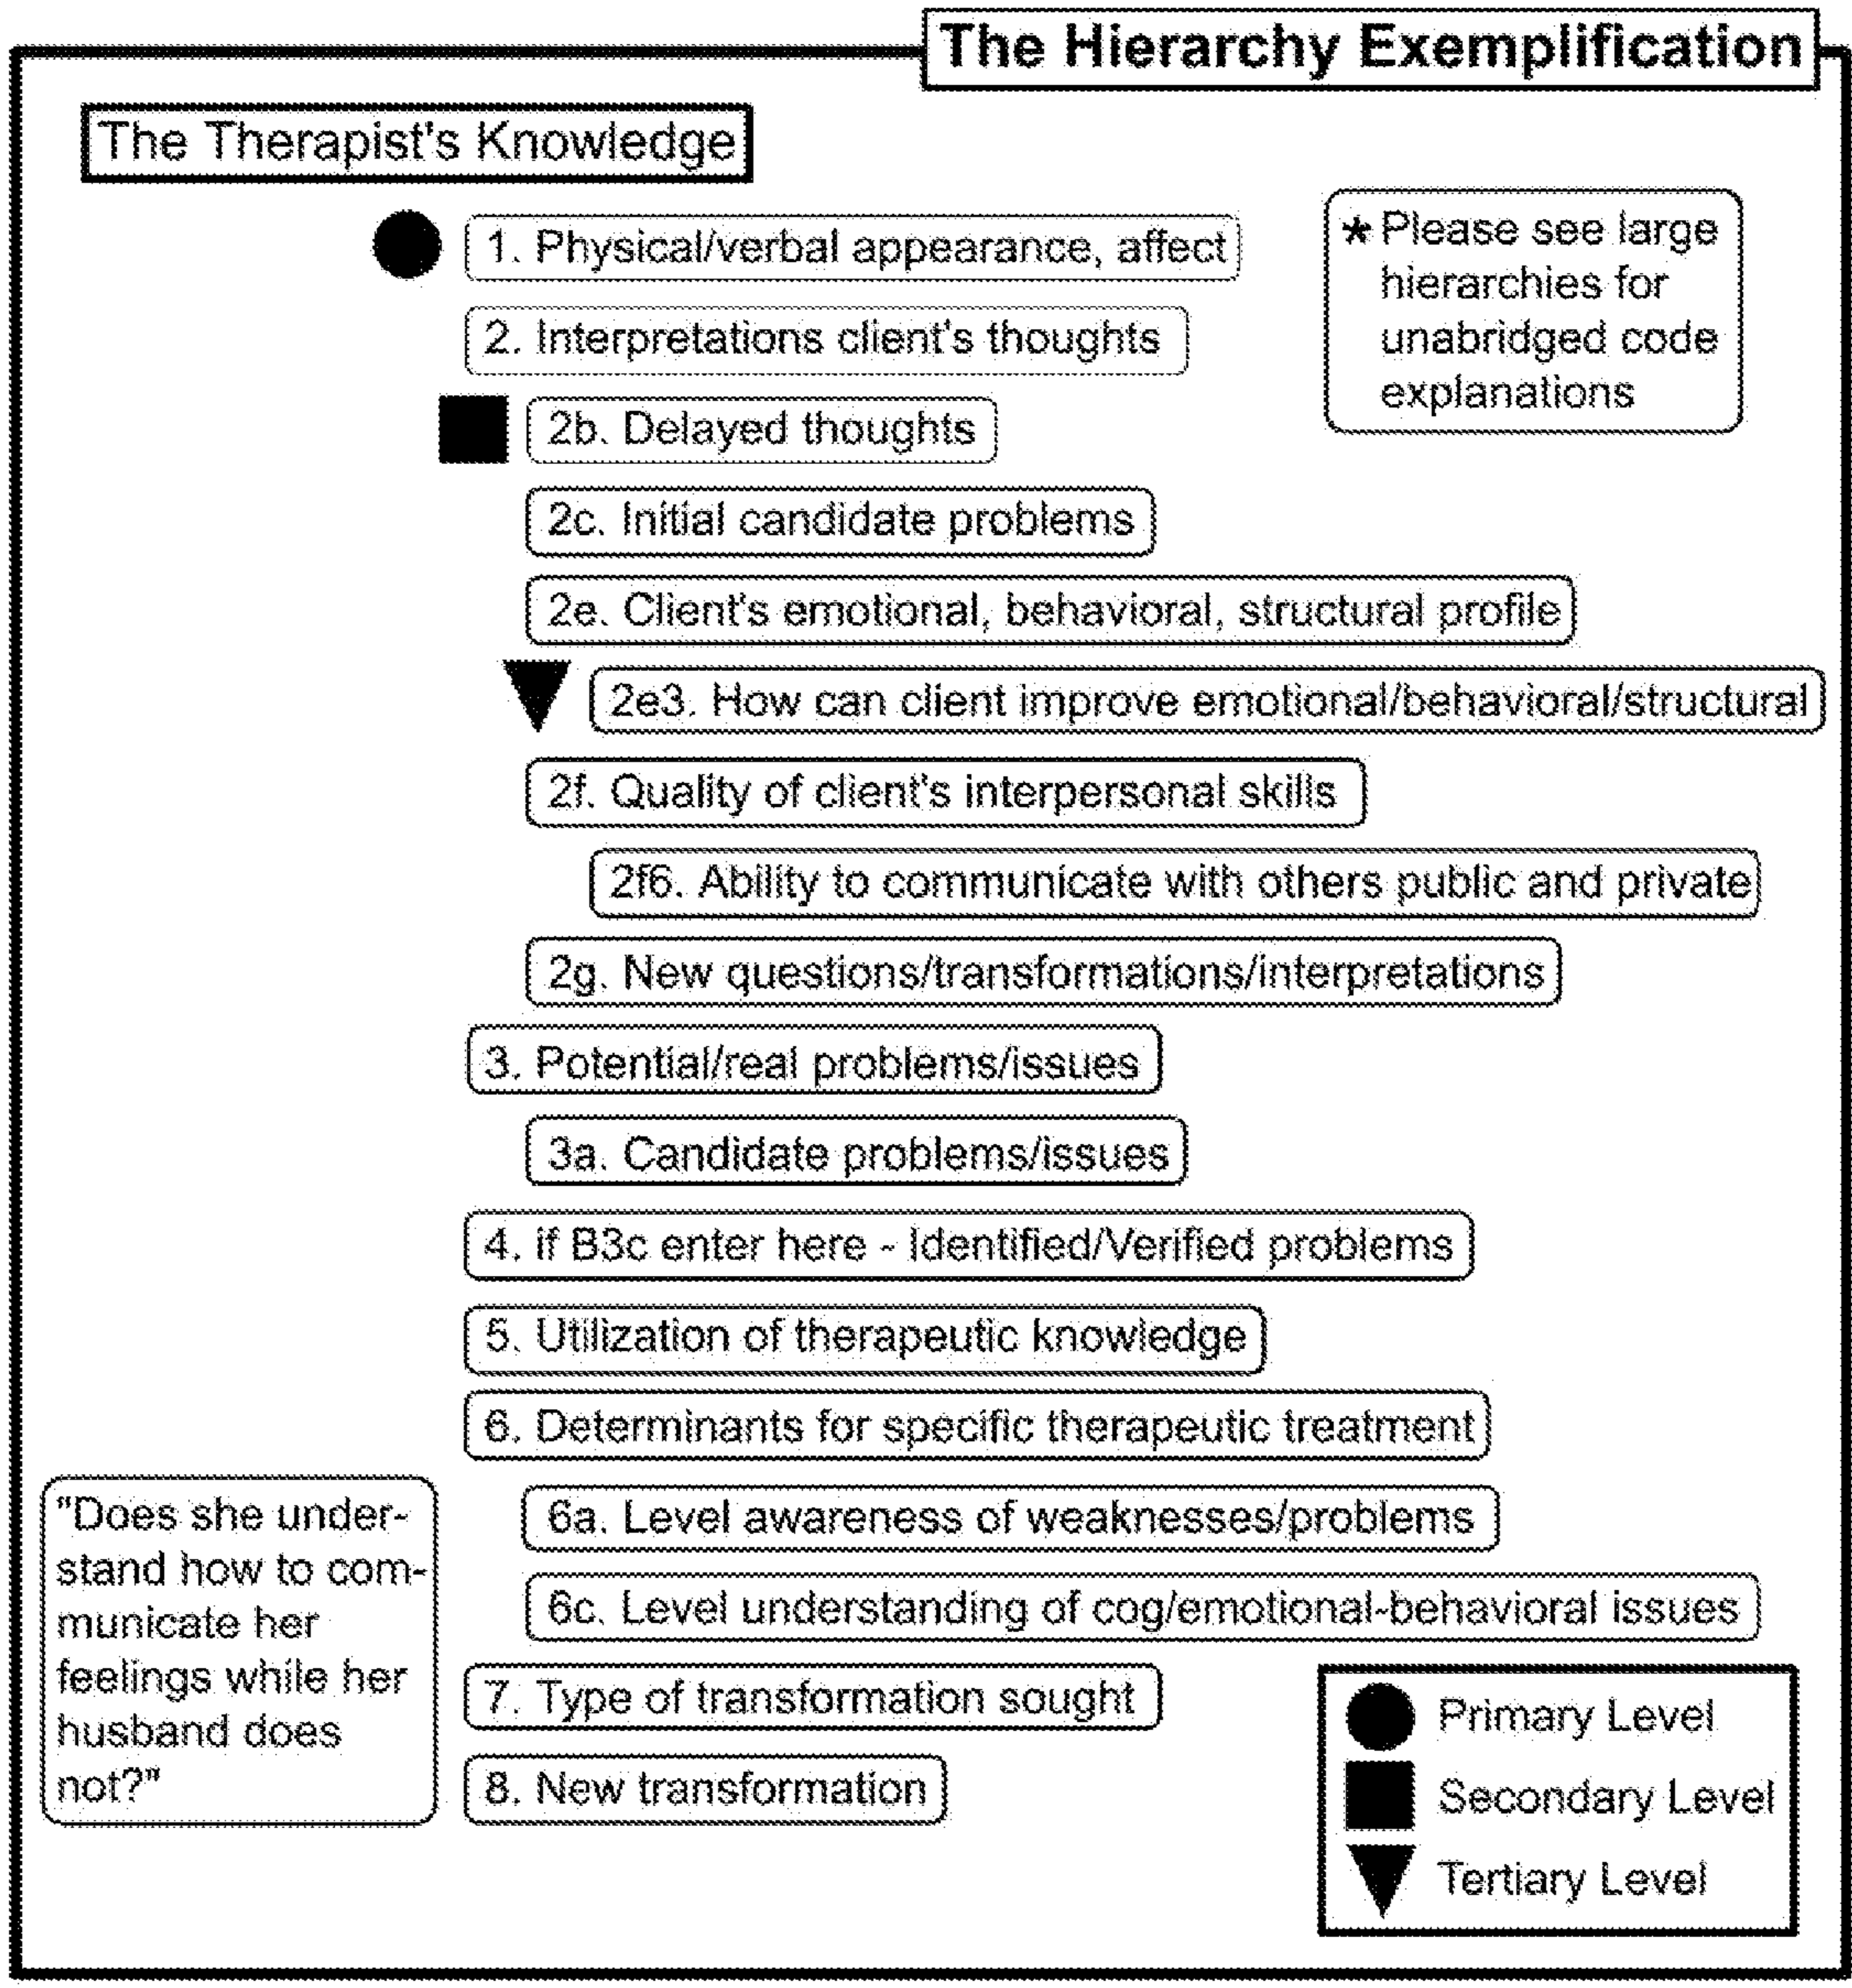 The Hierarchy Exemplification
The Therapist's Knowledge
1. Physical/verbal appearance, affect
* Please see large
hierarchies for
unabridged code
explanations
2. Interpretations client's thoughts
2b. Delayed thoughts
2c. Initial candidate problems
2e. Client's emotional, behavioral, structural profile
2e3. How can client improve emotional/behavioral/structural
2f. Quality of client's interpersonal skills
2f6. Ability to communicate with others public and private
2g. New questions/transformations/interpretations
3. Potential/real problems/issues
3a. Candidate problems/issues
4. if B3c enter here - Identified/Verified problems
5. Utilization of therapeutic knowledge
6. Determinants for specific therapeutic treatment
6a. Level awareness of weaknesses/problems
6c. Level understanding of cog/emotional-behavioral issues
7. Type of transformation sought
8. New transformation
"Does she under-
stand how to com-
municate her
feelings while her
husband does
not?"
Primary Level
Secondary Level
Tertiary Level